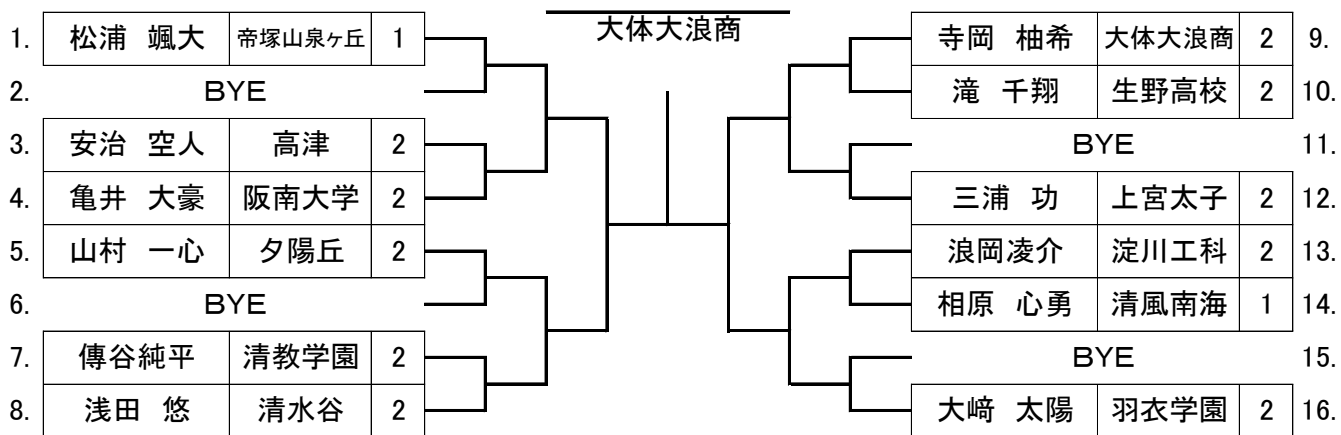 大体大浪商
1. 松浦 颯大 帝塚山泉ヶ丘 1
2. BYE
3. 安治 空人 高津 2
4. 亀井 大豪 阪南大学 2
5. 山村 一心 夕陽丘 2
6. BYE
7. 傳谷純平 清教学園 2
8. 浅田 悠 清水谷 2
寺岡 柚希 大体大浪商 2 9.
滝 千翔 生野高校 2 10.
BYE 11.
三浦 功 上宮太子 2 12.
浪岡凌介 淀川工科 2 13.
相原 心勇 清風南海 1 14.
BYE 15.
大﨑 太陽 羽衣学園 2 16.